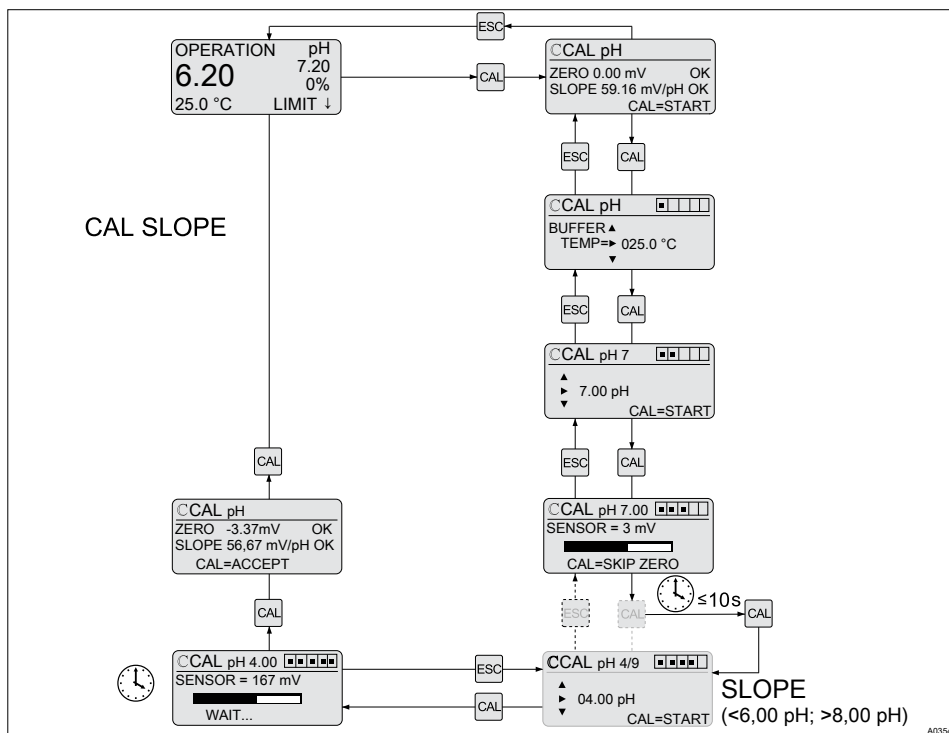 ESC
OPERATION pH
6.20 7.20
0%
25.0 °C LIMIT ↓
CAL
CCAL pH
ZERO 0.00 mV OK
SLOPE 59.16 mV/pH OK
CAL=START
ESC CAL
CAL SLOPE
CCAL pH
BUFFER ▲
TEMP=► 025.0 °C
▼
ESC CAL
CCAL pH 7
▲
► 7.00 pH
▼
CAL=START
ESC CAL
CAL
CCAL pH
ZERO -3.37mV OK
SLOPE 56,67 mV/pH OK
CAL=ACCEPT
CCAL pH 7.00
SENSOR = 3 mV
CAL=SKIP ZERO
CAL
ESC CAL ≤10s CAL
CCAL pH 4.00
SENSOR = 167 mV
WAIT...
ESC
CAL
CCAL pH 4/9
▲
► 04.00 pH
▼
CAL=START
SLOPE
(<6,00 pH; >8,00 pH)